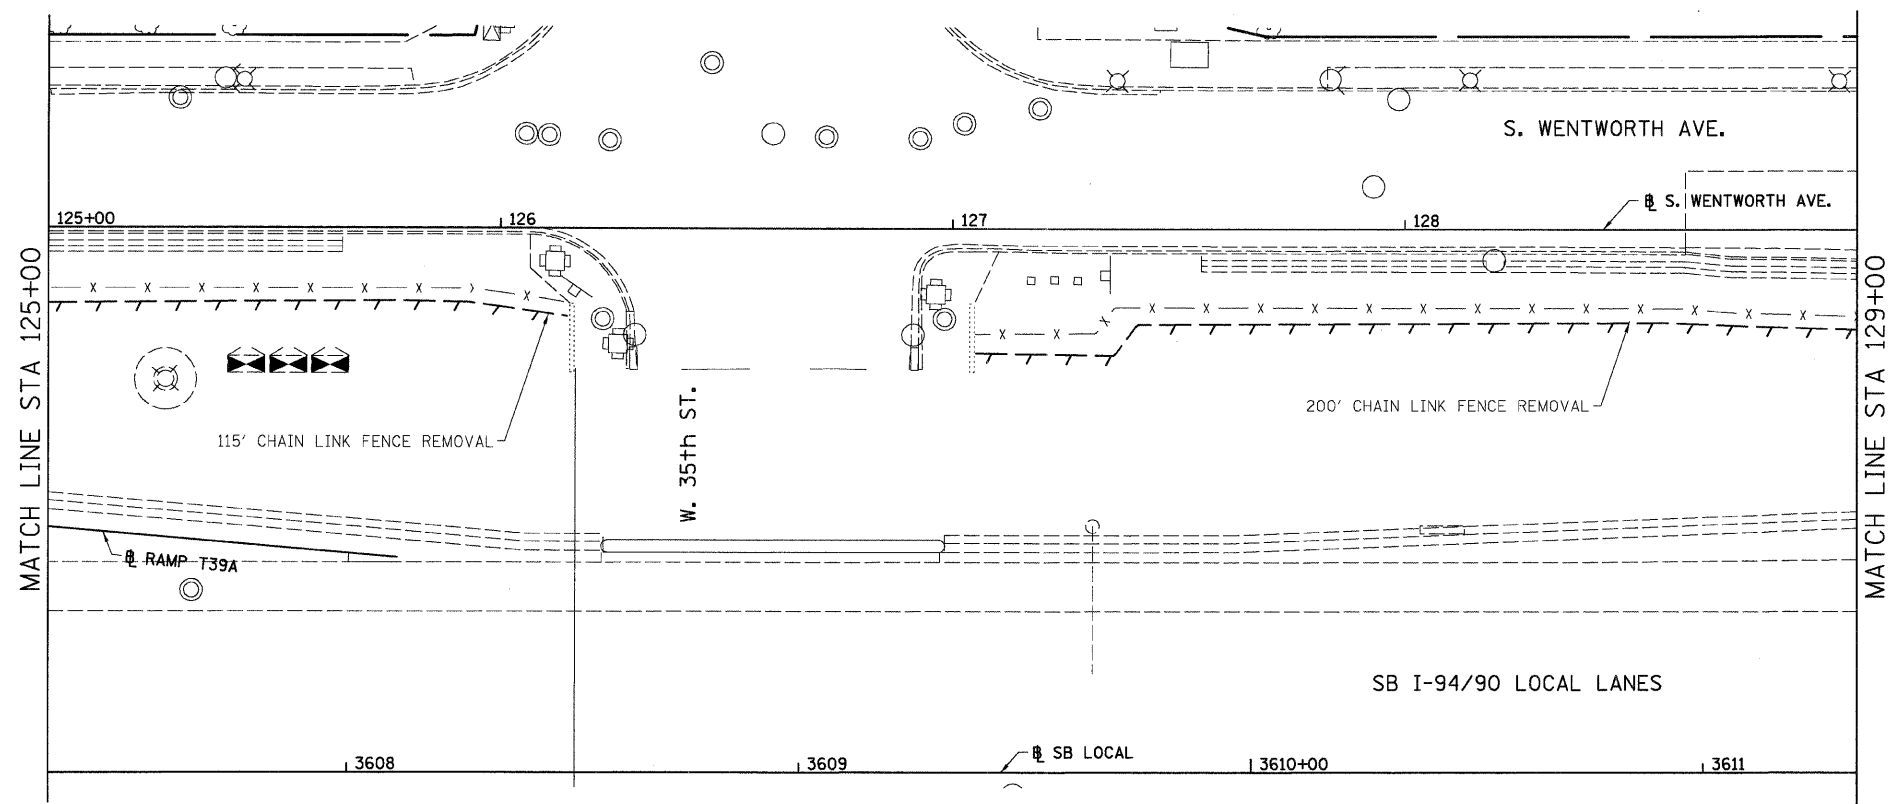 S. WENTWORTH AVE.
℄ S. WENTWORTH AVE.
125+00
126
127
128
MATCH LINE STA 125+00
MATCH LINE STA 129+00
X X X X X X X X
X
X X X X X X X X X X X X X X X X
200' CHAIN LINK FENCE REMOVAL
115' CHAIN LINK FENCE REMOVAL
W. 35th ST.
℄ RAMP T39A
SB I-94/90 LOCAL LANES
℄ SB LOCAL
3608
3609
3610+00
3611